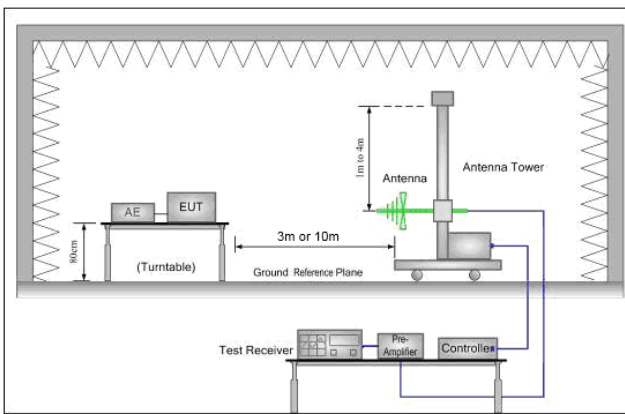 1m to 4m
Antenna
Antenna Tower
AE
EUT
80cm
(Turntable)
3m or 10m
Ground Reference Plane
Test Receiver
Pre-
Amplifier
Controller